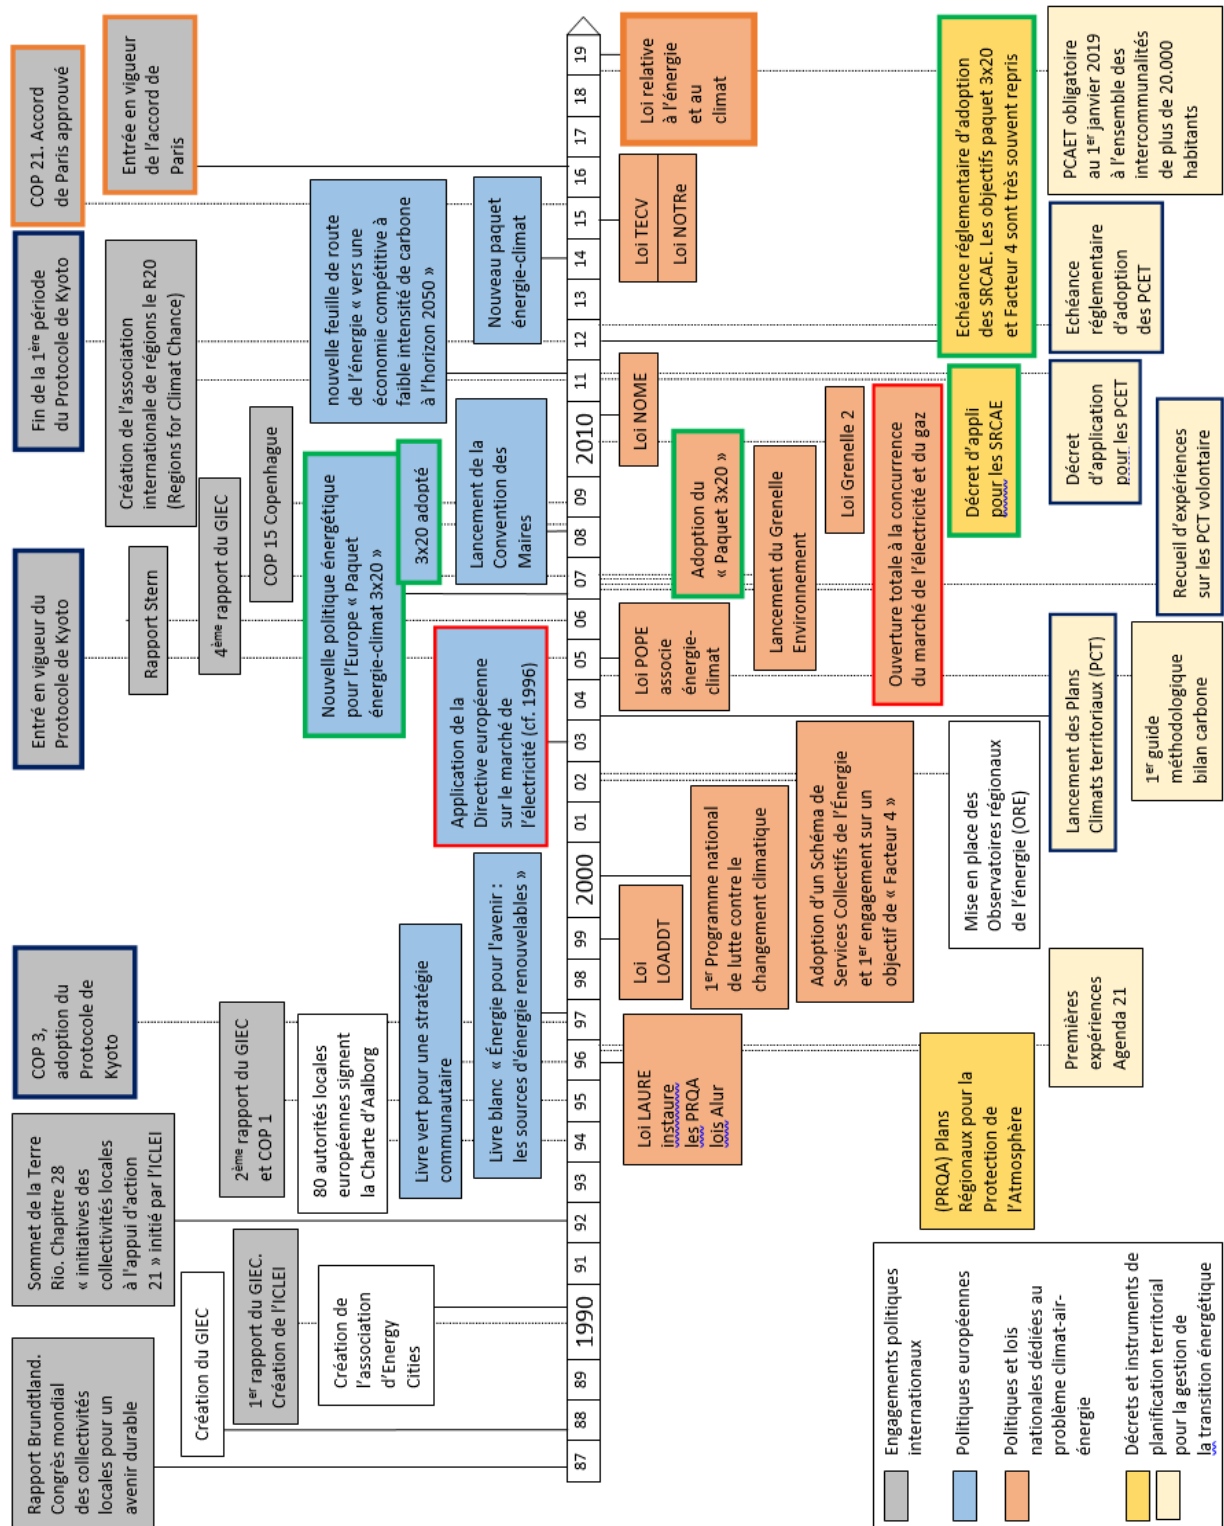 Rapport Brundtland.
Congrès mondial
des collectivités
locales pour un
avenir durable
Sommet de la Terre
Rio. Chapitre 28
« initiatives des
collectivités locales
à l'appui d'action
21 » initié par l'ICLEI
COP 3,
adoption du
Protocole de
Kyoto
Entré en vigueur du
Protocole de Kyoto
Fin de la 1ère période
du Protocole de Kyoto
COP 21. Accord
de Paris approuvé
Entrée en vigueur
de l'accord de
Paris
Création du GIEC
1er rapport du GIEC.
Création de l'ICLEI
2ème rapport du GIEC
et COP 1
Rapport Stern
4ème rapport du GIEC
COP 15 Copenhague
Création de l'association
internationale de régions le R20
(Regions for Climat Chance)
Création de
l'association
d'Energy
Cities
80 autorités locales
européennes signent
la Charte d'Aalborg
Livre vert pour une stratégie
communautaire
Livre blanc « Énergie pour l'avenir :
les sources d'énergie renouvelables »
Application de la
Directive européenne
sur le marché de
l'électricité (cf. 1996)
Nouvelle politique énergétique
pour l'Europe « Paquet
énergie-climat 3x20 »
3x20 adopté
Lancement de la
Convention des
Maires
nouvelle feuille de route
de l'énergie « vers une
économie compétitive à
faible intensité de carbone
à l'horizon 2050 »
Nouveau paquet
énergie-climat
87
88
89
1990
91
92
93
94
95
96
97
98
99
2000
01
02
03
04
05
06
07
08
09
2010
11
12
13
14
15
16
17
18
19
Loi LAURE
instaure
les PRQA
lois Alur
Loi
LOADDT
1er Programme national
de lutte contre le
changement climatique
Adoption d'un Schéma de
Services Collectifs de l'Énergie
et 1er engagement sur un
objectif de « Facteur 4 »
Loi POPE
associe
énergie-
climat
Adoption du
« Paquet 3x20 »
Lancement du Grenelle
Environnement
Loi Grenelle 2
Ouverture totale à la concurrence
du marché de l'électricité et du gaz
Loi NOME
Loi TECV
Loi NOTRe
Loi relative
à l'énergie
et au
climat
(PRQA) Plans
Régionaux pour la
Protection de
l'Atmosphère
Mise en place des
Observatoires régionaux
de l'énergie (ORE)
Décret d'appli
pour les SRCAE
Echéance réglementaire d'adoption
des SRCAE. Les objectifs paquet 3x20
et Facteur 4 sont très souvent repris
Premières
expériences
Agenda 21
Lancement des Plans
Climats territoriaux (PCT)
1er guide
méthodologique
bilan carbone
Recueil d'expériences
sur les PCT volontaire
Décret
d'application
pour les PCET
Echéance
réglementaire
d'adoption
des PCET
PCAET obligatoire
au 1er janvier 2019
à l'ensemble des
intercommunalités
de plus de 20.000
habitants
Engagements politiques
internationaux
Politiques européennes
Politiques et lois
nationales dédiées au
problème climat-air-
énergie
Décrets et instruments de
planification territorial
pour la gestion de
la transition énergétique